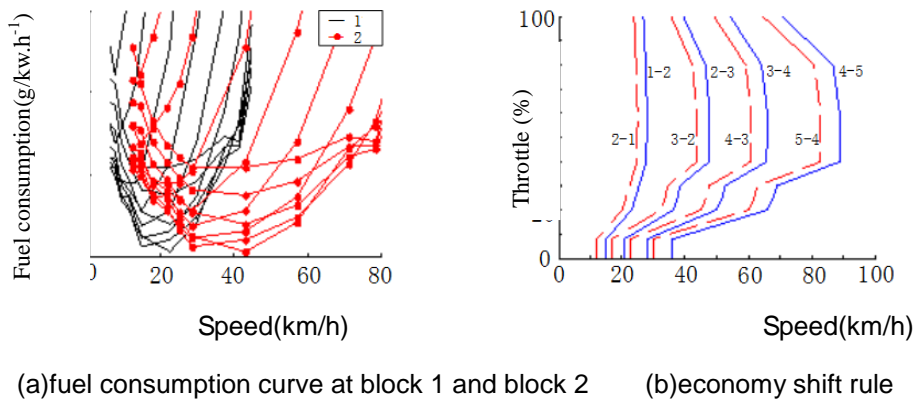 Fuel consumption(g/kw.h⁻¹)
1
2
0 20 40 60 80
Speed(km/h)
Throttle (%)
100
0
1-2 2-3 3-4 4-5
2-1 3-2 4-3 5-4
0 20 40 60 80 100
Speed(km/h)
(a)fuel consumption curve at block 1 and block 2
(b)economy shift rule